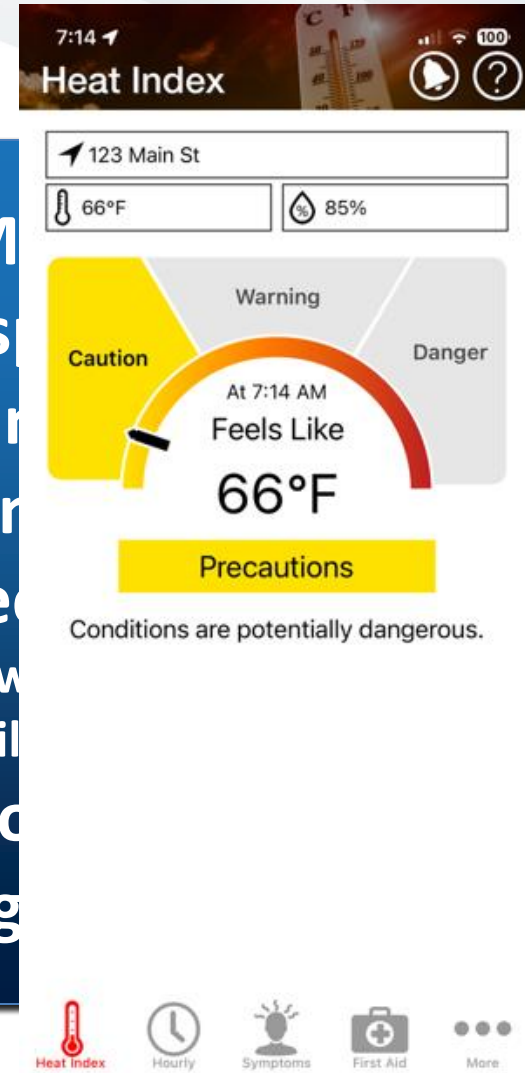 7:14
100
C F
Heat Index
?
123 Main St
66°F
% 85%
Caution
Warning
Danger
At 7:14 AM
Feels Like
66°F
Precautions
Conditions are potentially dangerous.
Heat Index
Hourly
Symptoms
First Aid
More